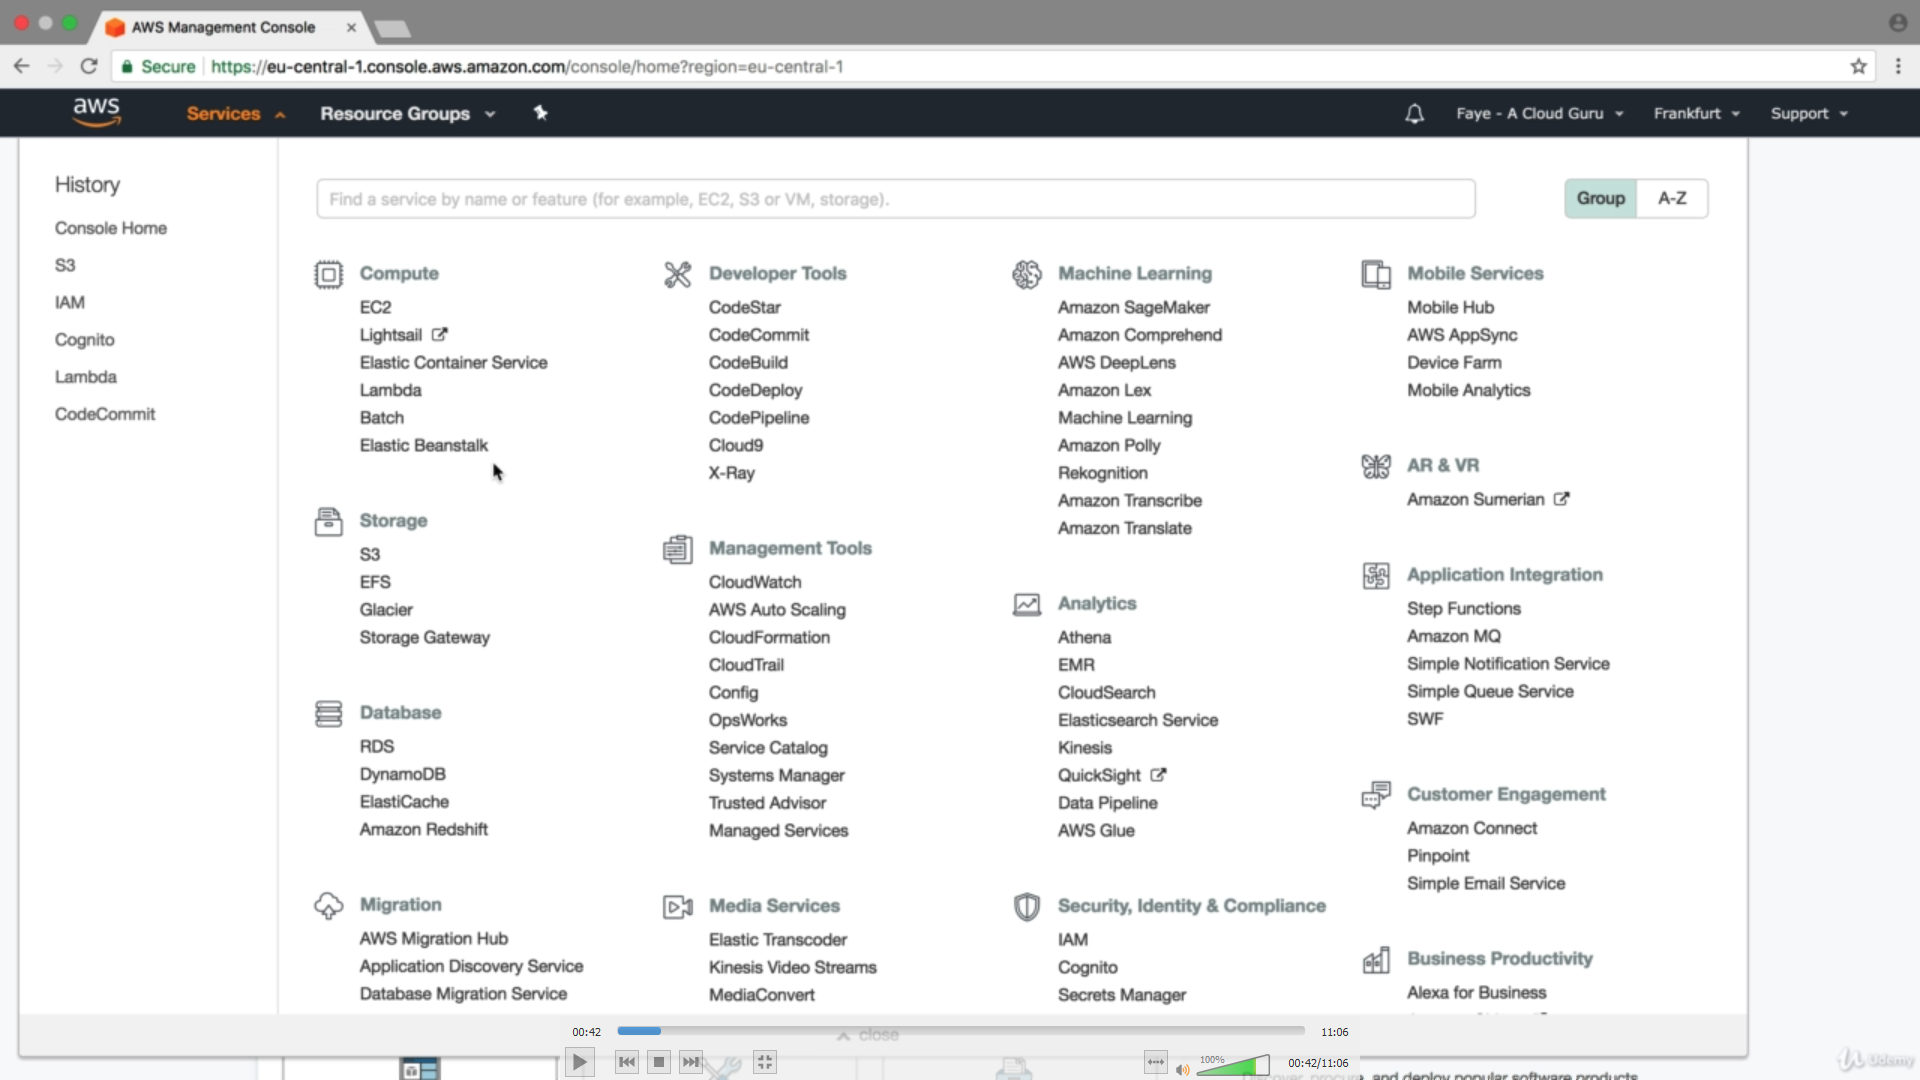 AWS Management Console
Secure https://eu-central-1.console.aws.amazon.com/console/home?region=eu-central-1
aws Services Resource Groups Faye - A Cloud Guru Frankfurt Support
History
Console Home
S3
IAM
Cognito
Lambda
CodeCommit
Find a service by name or feature (for example, EC2, S3 or VM, storage).
Group A-Z
Compute
EC2
Lightsail
Elastic Container Service
Lambda
Batch
Elastic Beanstalk
Storage
S3
EFS
Glacier
Storage Gateway
Database
RDS
DynamoDB
ElastiCache
Amazon Redshift
Migration
AWS Migration Hub
Application Discovery Service
Database Migration Service
Developer Tools
CodeStar
CodeCommit
CodeBuild
CodeDeploy
CodePipeline
Cloud9
X-Ray
Management Tools
CloudWatch
AWS Auto Scaling
CloudFormation
CloudTrail
Config
OpsWorks
Service Catalog
Systems Manager
Trusted Advisor
Managed Services
Media Services
Elastic Transcoder
Kinesis Video Streams
MediaConvert
Machine Learning
Amazon SageMaker
Amazon Comprehend
AWS DeepLens
Amazon Lex
Machine Learning
Amazon Polly
Rekognition
Amazon Transcribe
Amazon Translate
Analytics
Athena
EMR
CloudSearch
Elasticsearch Service
Kinesis
QuickSight
Data Pipeline
AWS Glue
Security, Identity & Compliance
IAM
Cognito
Secrets Manager
Mobile Services
Mobile Hub
AWS AppSync
Device Farm
Mobile Analytics
AR & VR
Amazon Sumerian
Application Integration
Step Functions
Amazon MQ
Simple Notification Service
Simple Queue Service
SWF
Customer Engagement
Amazon Connect
Pinpoint
Simple Email Service
Business Productivity
Alexa for Business
close
00:42 11:06
100% 00:42/11:06
and deploy popular software products
Udemy